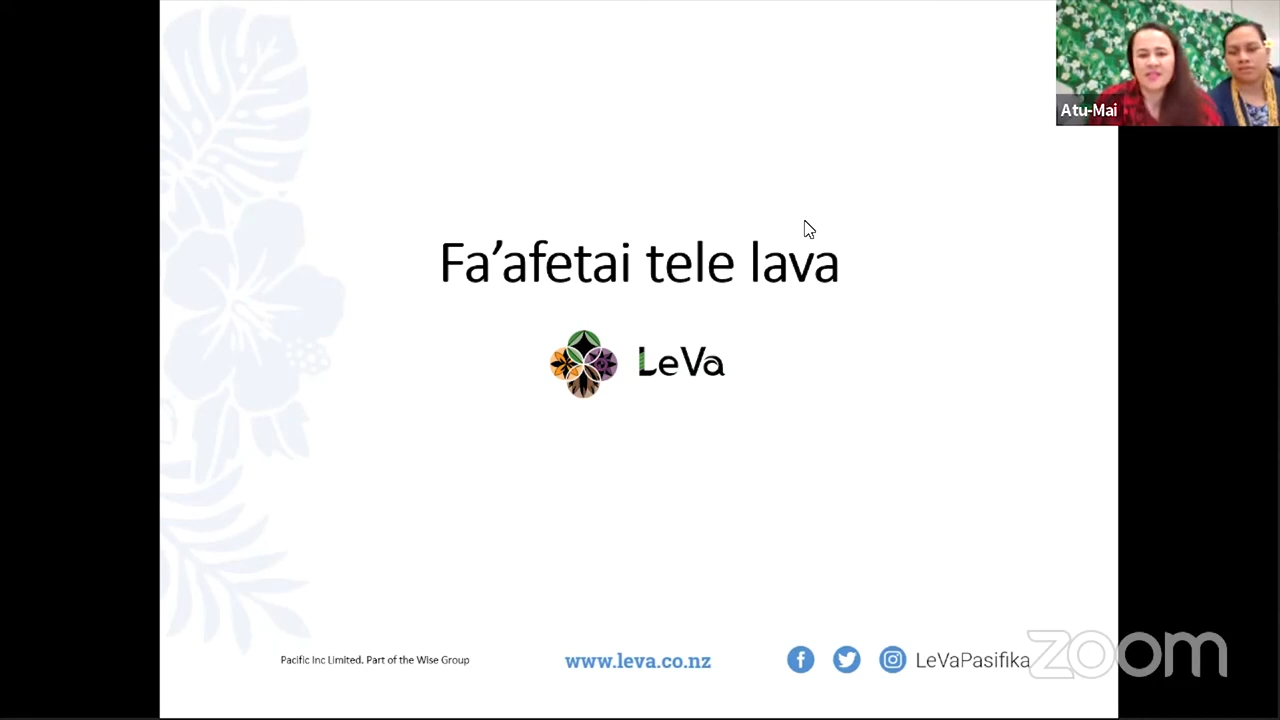 Atu-Mai
Fa’afetai tele lava
LeVa
Pacific Inc Limited. Part of the Wise Group
www.leva.co.nz
LeVaPasifika
zoom